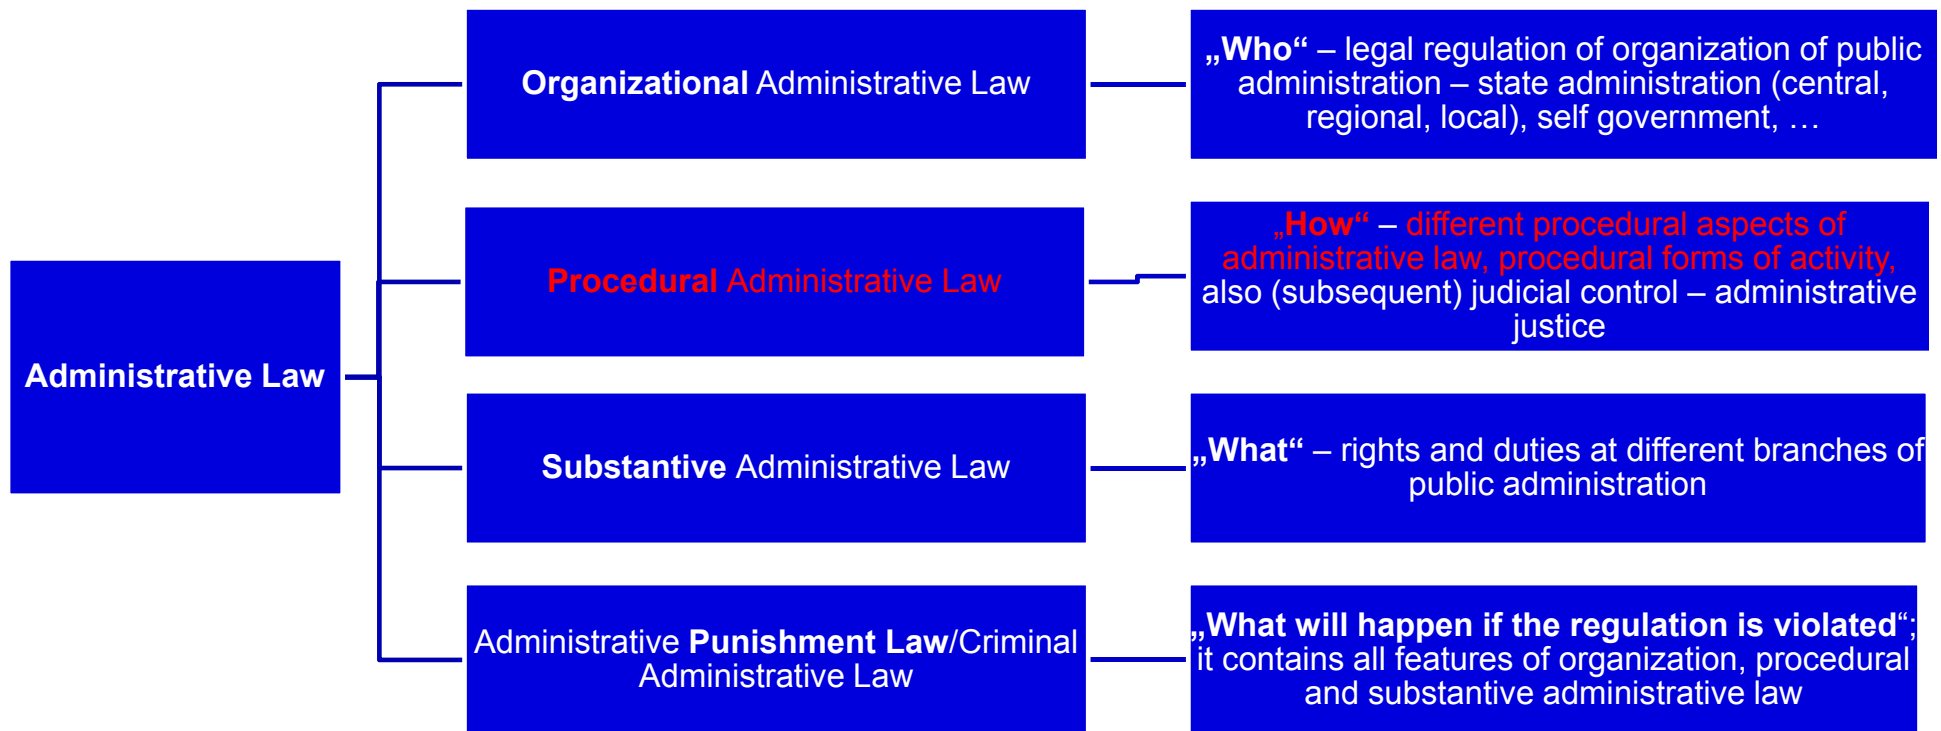 Administrative Law
Organizational Administrative Law
„Who“ – legal regulation of organization of public
administration – state administration (central,
regional, local), self government, …
Procedural Administrative Law
„How“ – different procedural aspects of
administrative law, procedural forms of activity,
also (subsequent) judicial control – administrative
justice
Substantive Administrative Law
„What“ – rights and duties at different branches of
public administration
Administrative Punishment Law/Criminal
Administrative Law
„What will happen if the regulation is violated“;
it contains all features of organization, procedural
and substantive administrative law